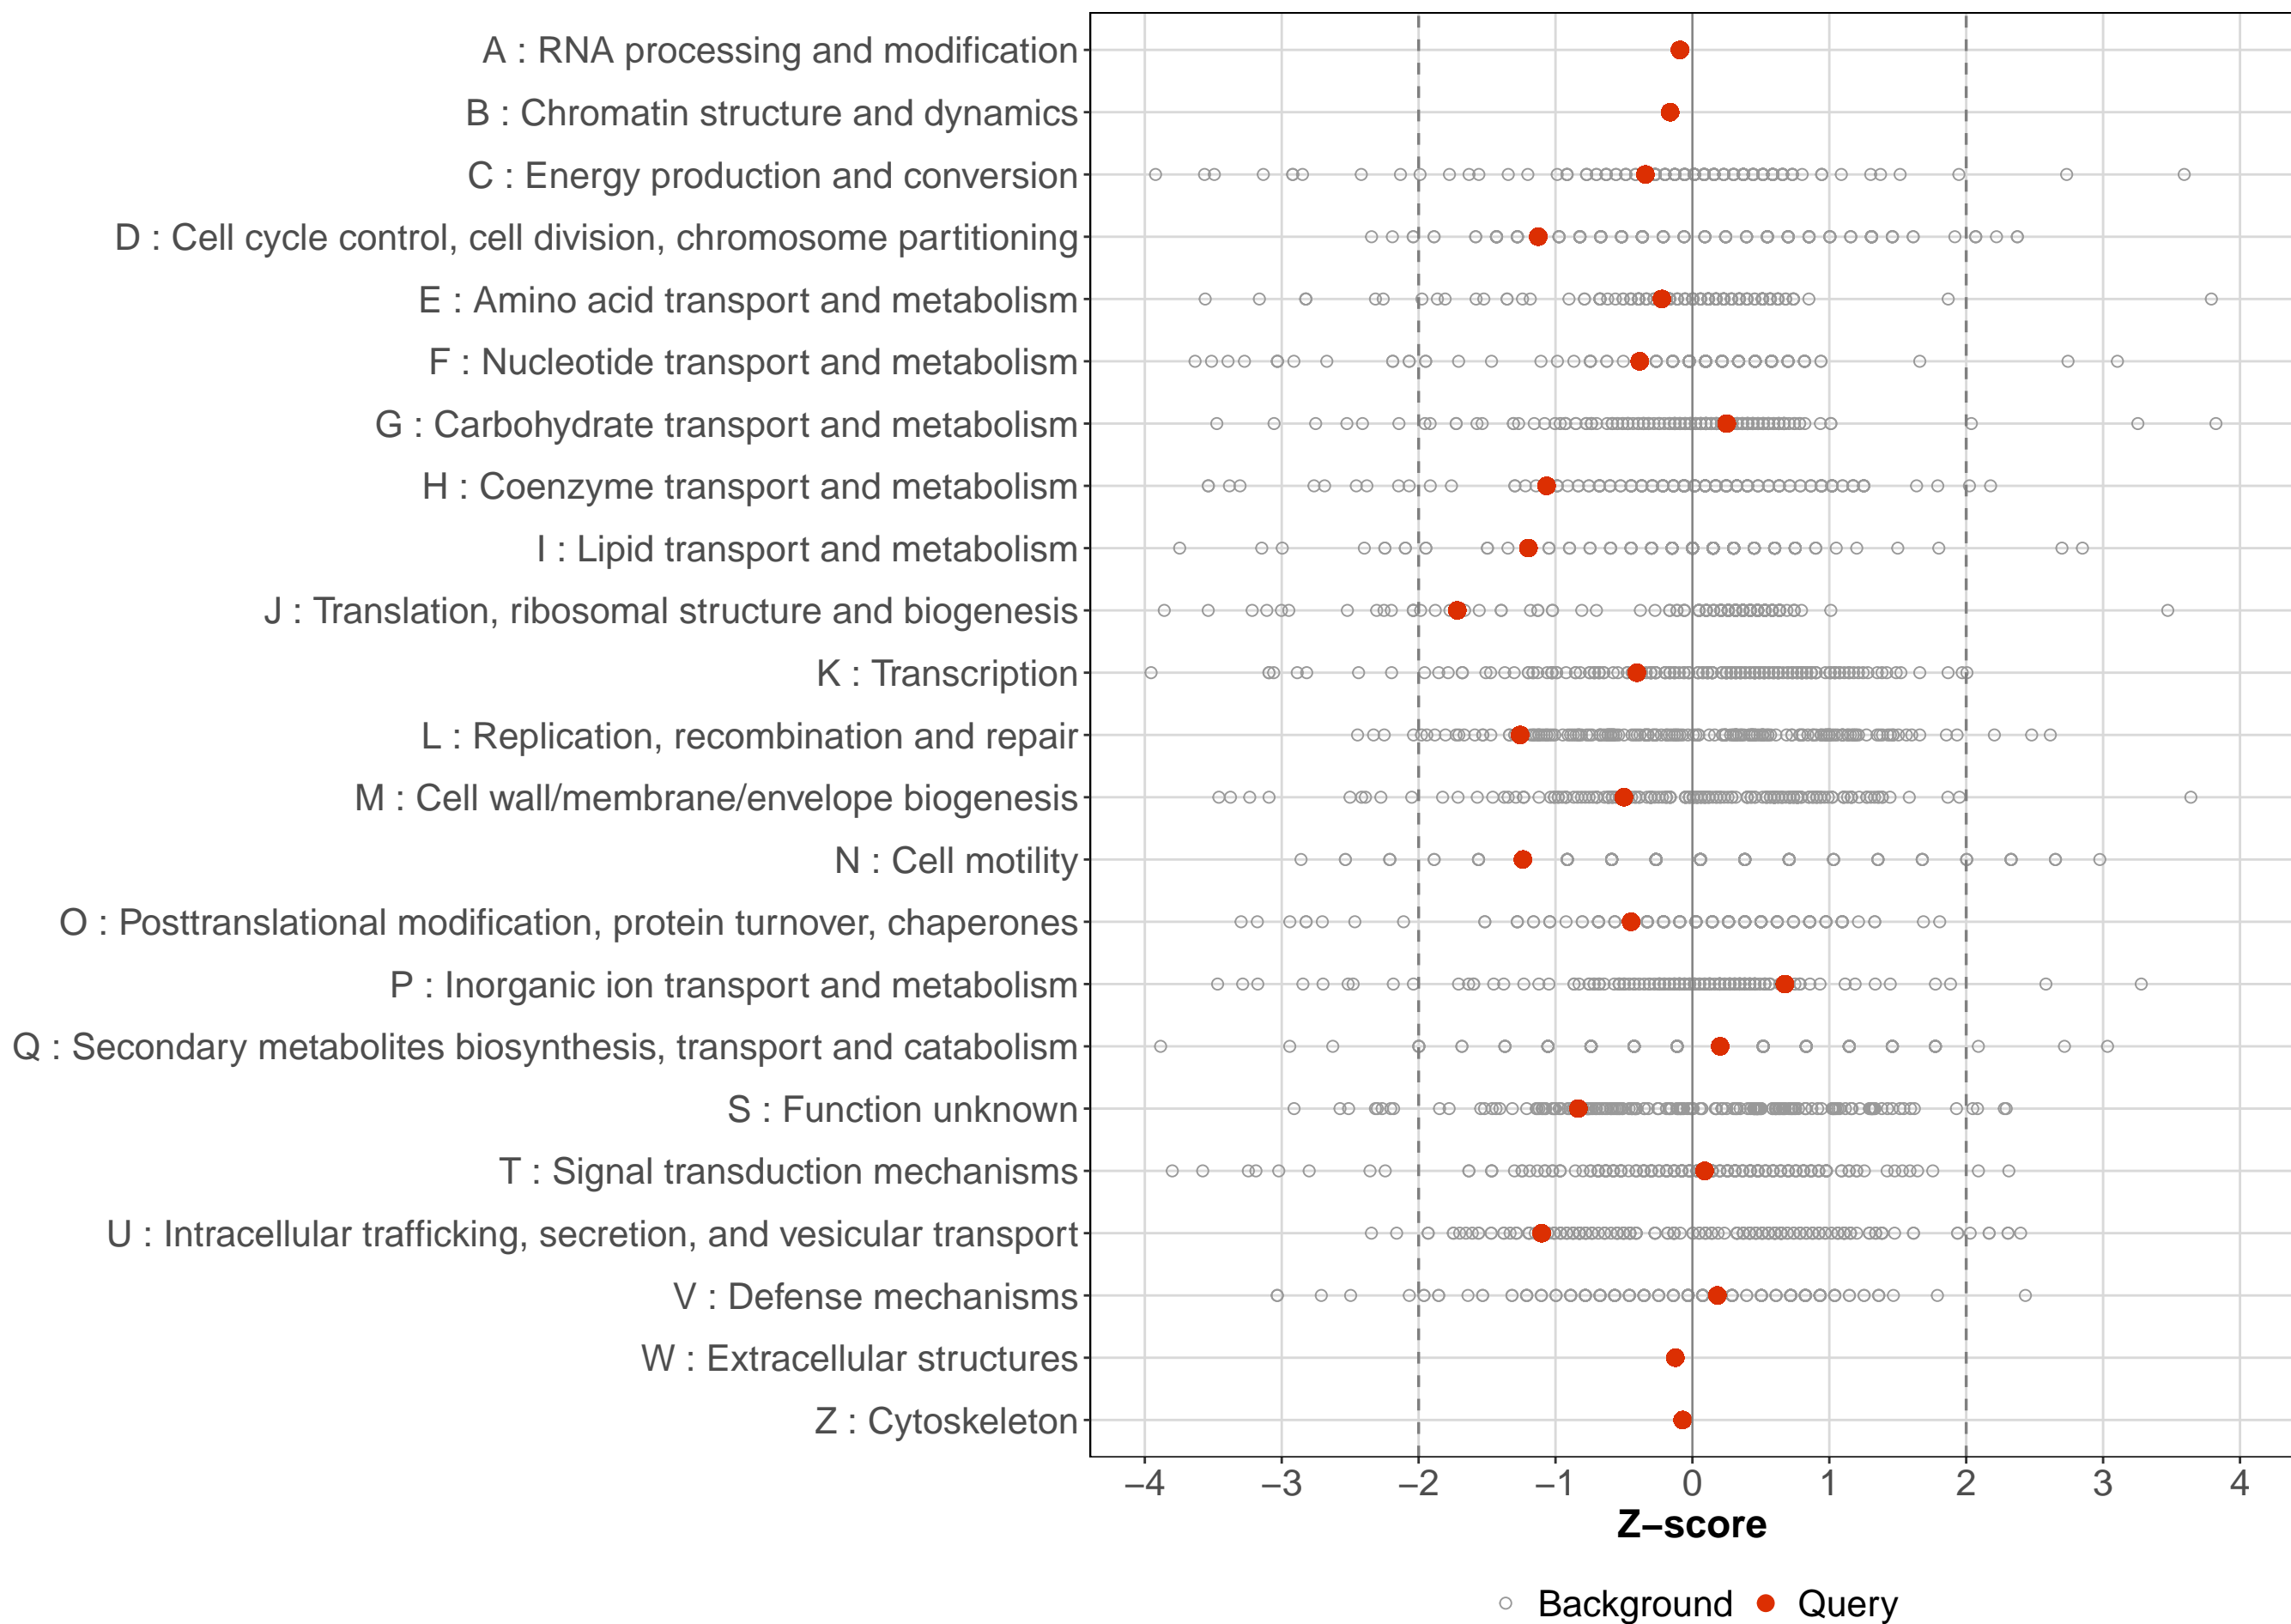 A : RNA processing and modification
B : Chromatin structure and dynamics
C : Energy production and conversion
D : Cell cycle control, cell division, chromosome partitioning
E : Amino acid transport and metabolism
F : Nucleotide transport and metabolism
G : Carbohydrate transport and metabolism
H : Coenzyme transport and metabolism
I : Lipid transport and metabolism
J : Translation, ribosomal structure and biogenesis
K : Transcription
L : Replication, recombination and repair
M : Cell wall/membrane/envelope biogenesis
N : Cell motility
O : Posttranslational modification, protein turnover, chaperones
P : Inorganic ion transport and metabolism
Q : Secondary metabolites biosynthesis, transport and catabolism
S : Function unknown
T : Signal transduction mechanisms
U : Intracellular trafficking, secretion, and vesicular transport
V : Defense mechanisms
W : Extracellular structures
Z : Cytoskeleton
−4 −3 −2 −1 0 1 2 3 4
Z−score
Background Query